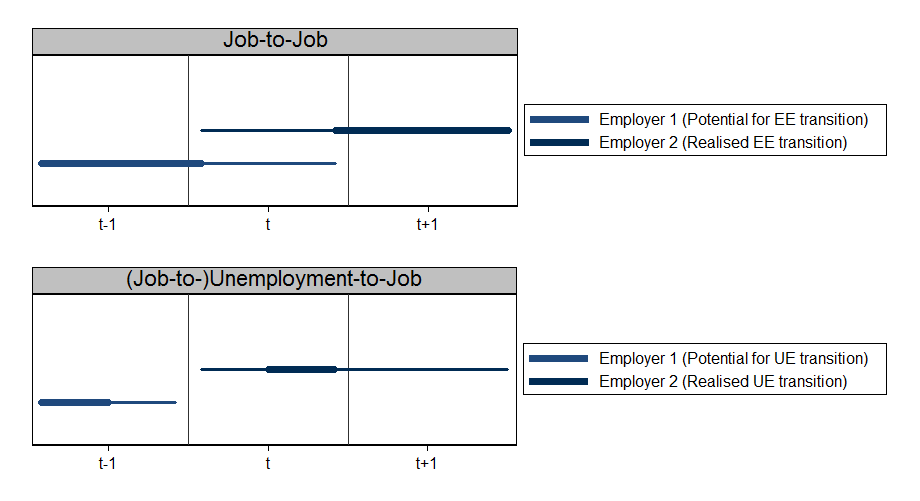 Job-to-Job
Employer 1 (Potential for EE transition)
Employer 2 (Realised EE transition)
t-1
t
t+1
(Job-to-)Unemployment-to-Job
Employer 1 (Potential for UE transition)
Employer 2 (Realised UE transition)
t-1
t
t+1